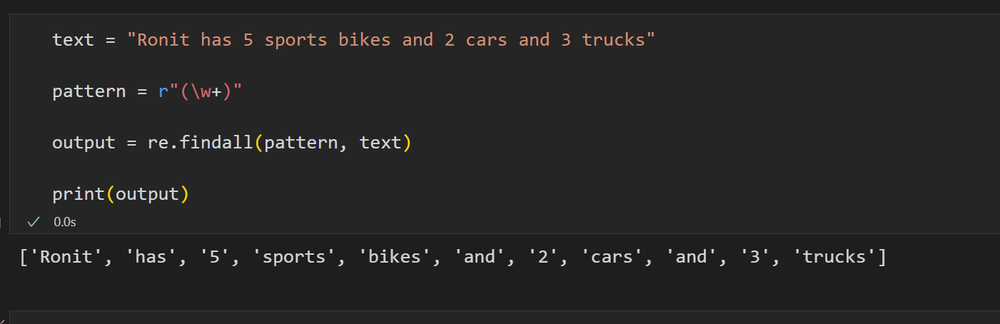 text = "Ronit has 5 sports bikes and 2 cars and 3 trucks"
pattern = r"(\w+)"
output = re.findall(pattern, text)
print(output)
0.0s
['Ronit', 'has', '5', 'sports', 'bikes', 'and', '2', 'cars', 'and', '3', 'trucks']